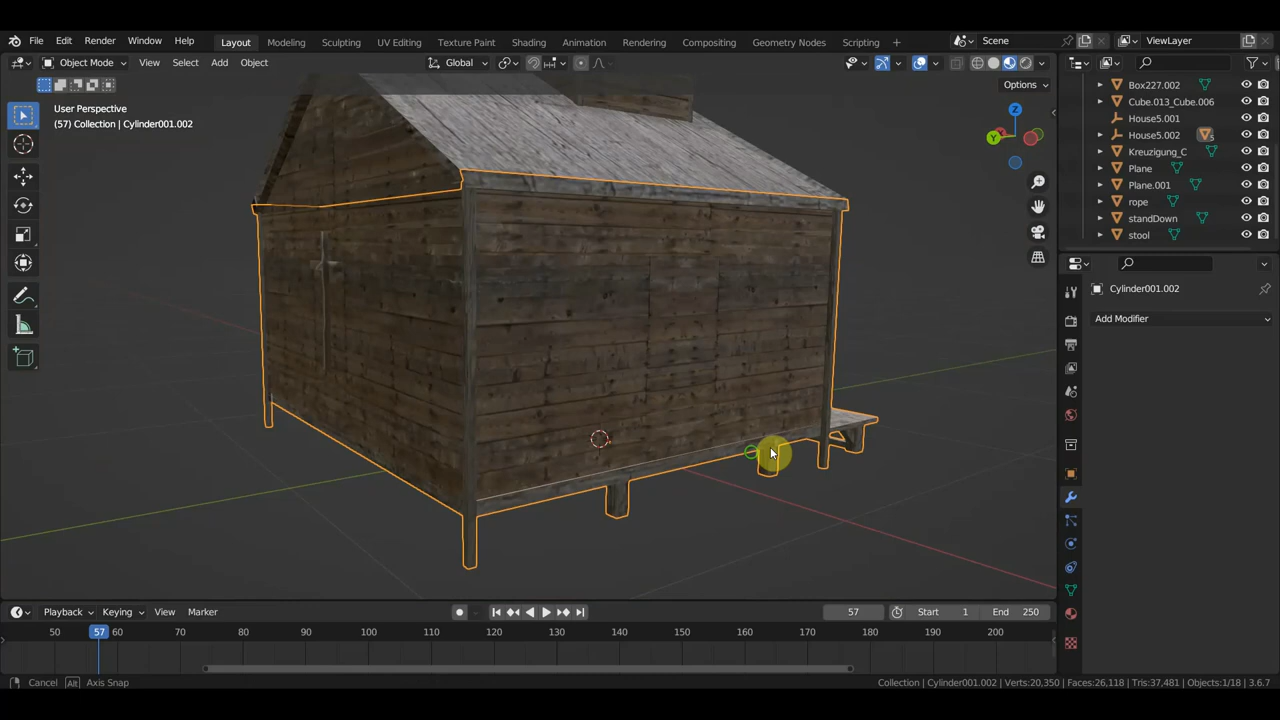 File Edit Render Window Help Layout Modeling Sculpting UV Editing Texture Paint Shading Animation Rendering Compositing Geometry Nodes Scripting + Scene ViewLayer
Object Mode View Select Add Object Global
Options
User Perspective
(57) Collection | Cylinder001.002
Z
Y
Box227.002
Cube.013_Cube.006
House5.001
House5.002 5
Kreuzigung_C
Plane
Plane.001
rope
standDown
stool
Cylinder001.002
Add Modifier
Playback Keying View Marker 57 Start 1 End 250
50 57 60 70 80 90 100 110 120 130 140 150 160 170 180 190 200
Cancel Alt Axis Snap Collection | Cylinder001.002 | Verts:20,350 | Faces:26,118 | Tris:37,481 | Objects:1/18 | 3.6.7